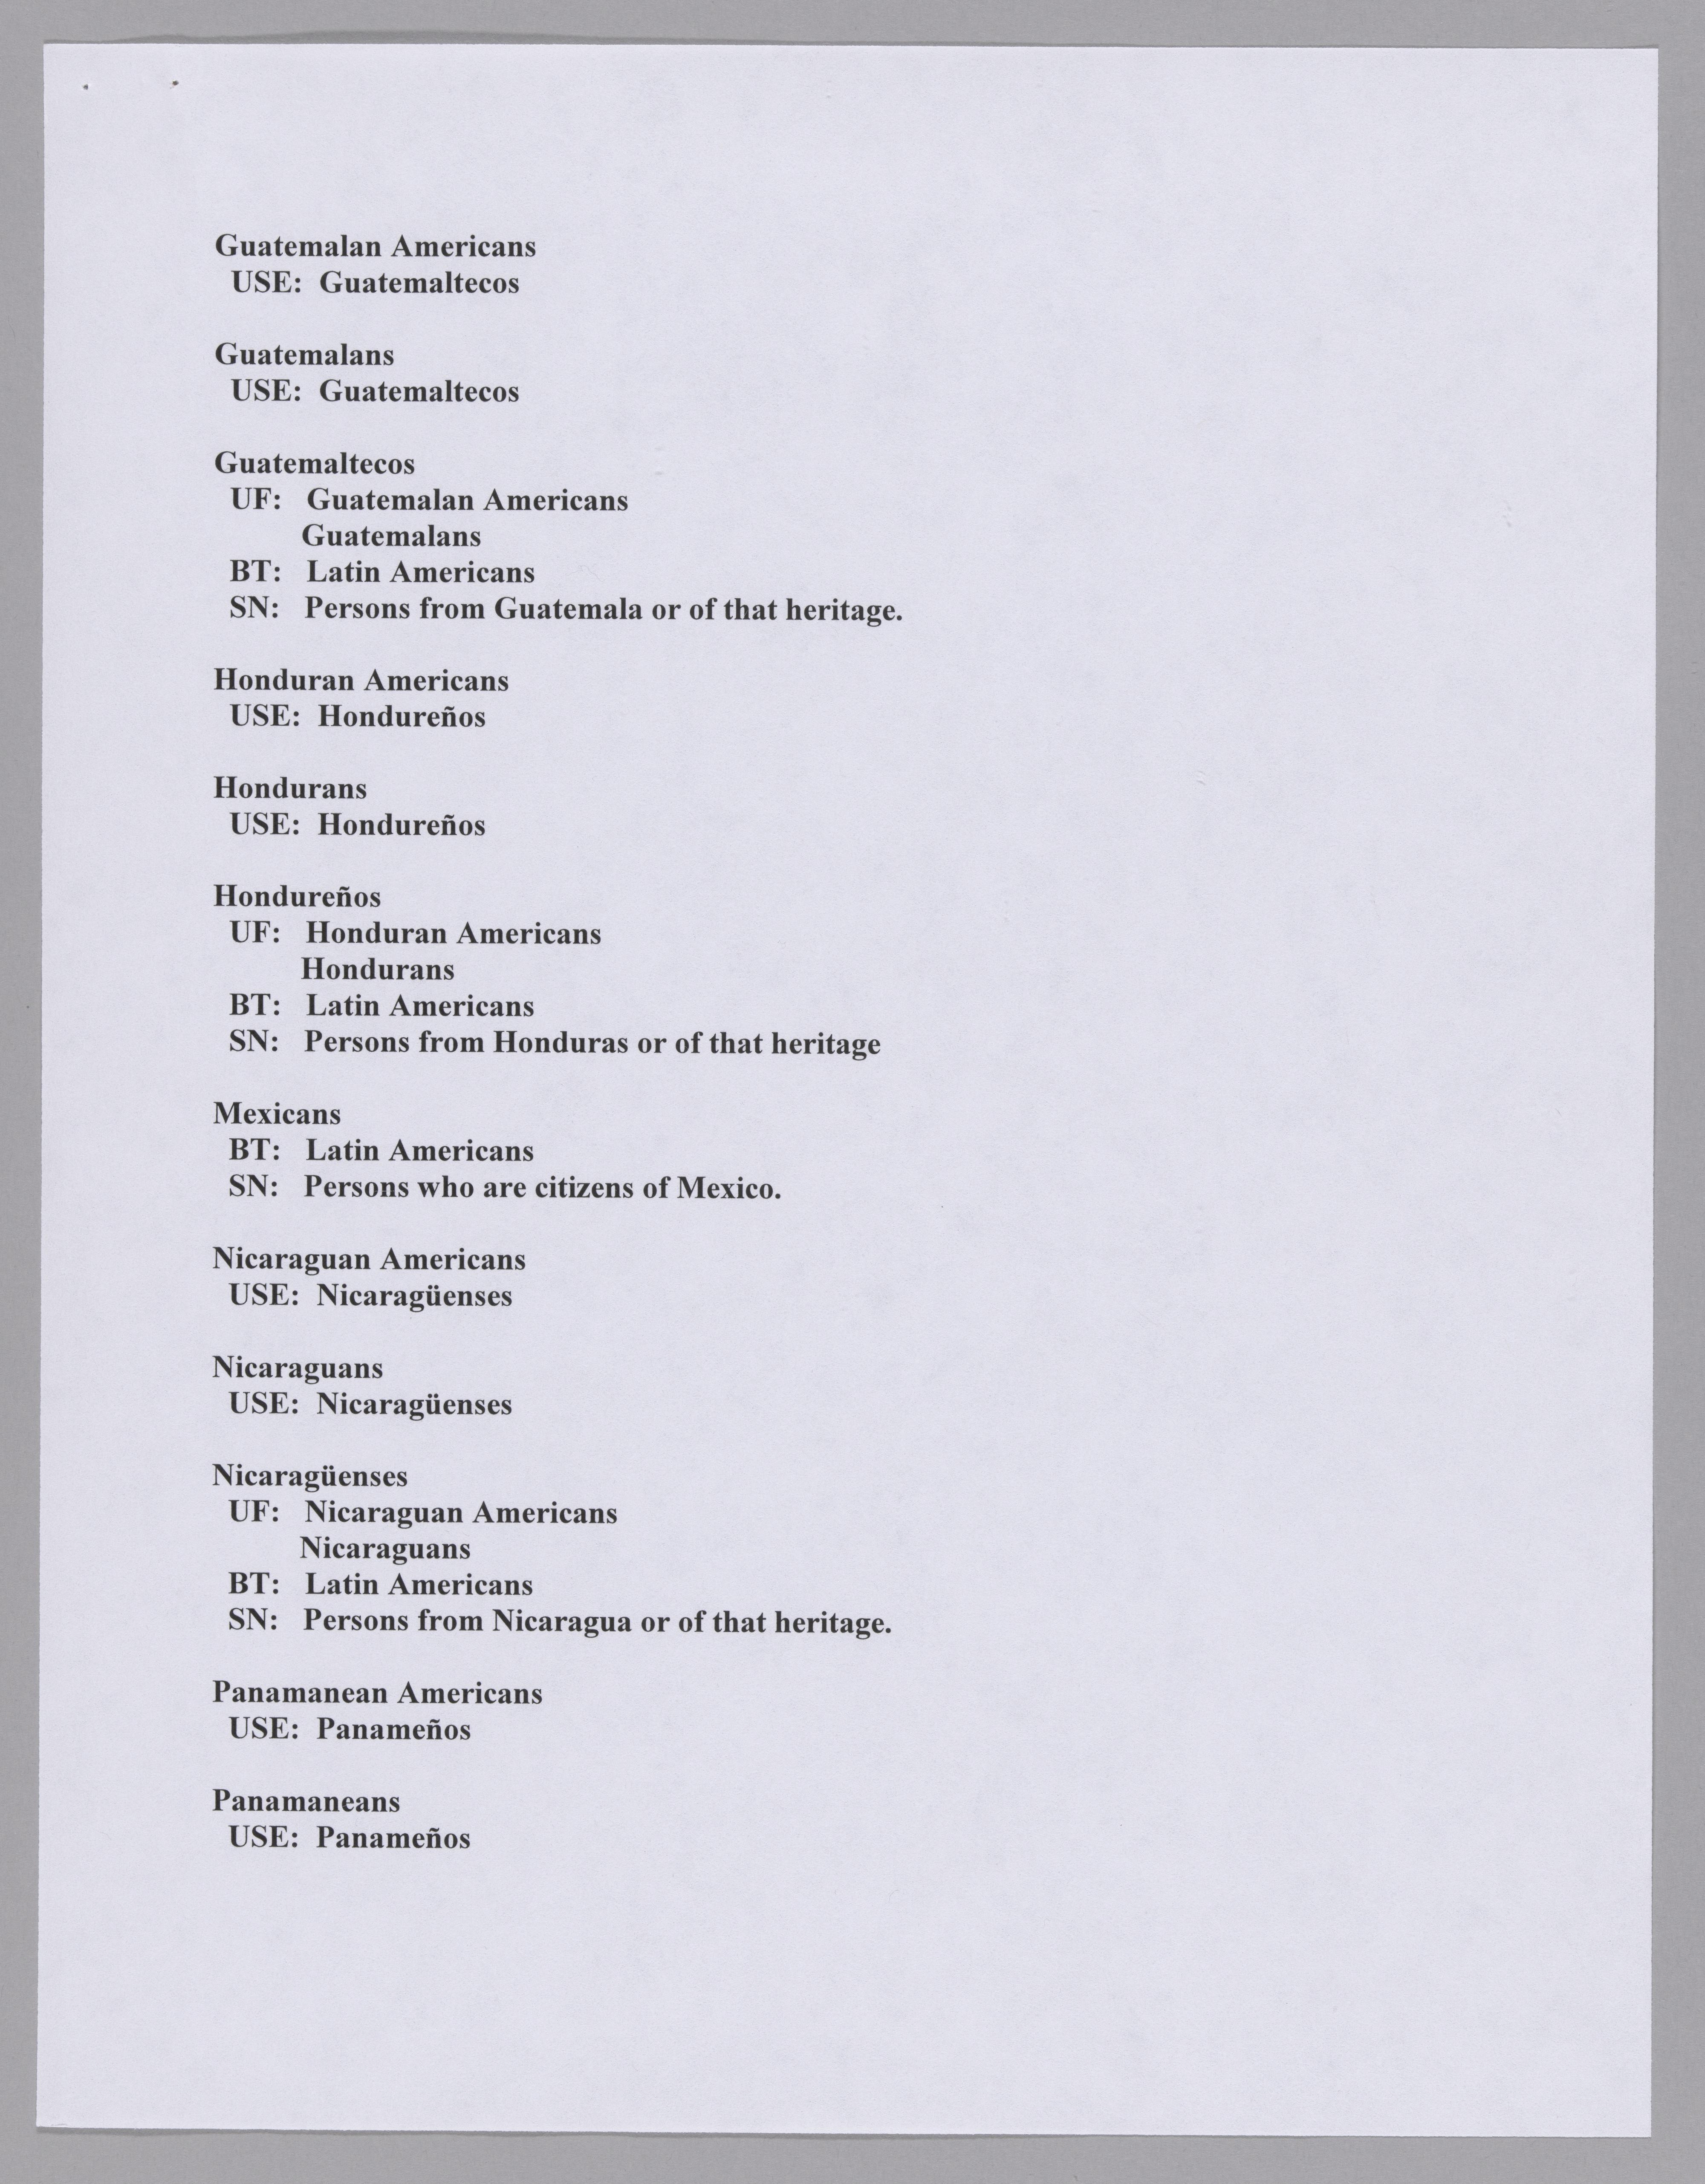 Guatemalan Americans
USE: Guatemaltecos
Guatemalans
USE: Guatemaltecos
Guatemaltecos
UF: Guatemalan Americans
Guatemalans
BT: Latin Americans
SN: Persons from Guatemala or of that heritage.
Honduran Americans
USE: Hondureños
Hondurans
USE: Hondureños
Hondureños
UF: Honduran Americans
Hondurans
BT: Latin Americans
SN: Persons from Honduras or of that heritage
Mexicans
BT: Latin Americans
SN: Persons who are citizens of Mexico.
Nicaraguan Americans
USE: Nicaragüenses
Nicaraguans
USE: Nicaragüenses
Nicaragüenses
UF: Nicaraguan Americans
Nicaraguans
BT: Latin Americans
SN: Persons from Nicaragua or of that heritage.
Panamanean Americans
USE: Panameños
Panamaneans
USE: Panameños